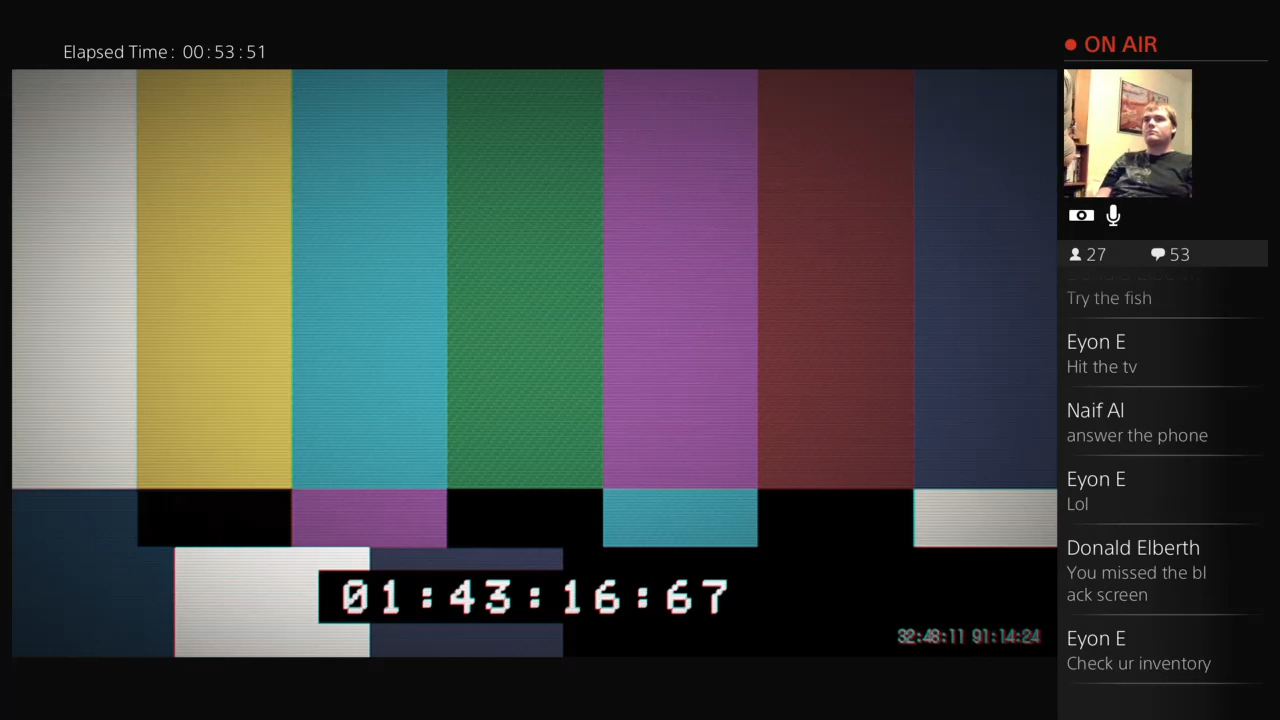 Elapsed Time: 00:53:51
ON AIR
27 53
Try the fish
Eyon E
Hit the tv
Naif Al
answer the phone
Eyon E
Lol
Donald Elberth
You missed the bl
ack screen
Eyon E
Check ur inventory
01:43:16:67
32:48:11 91:14:24